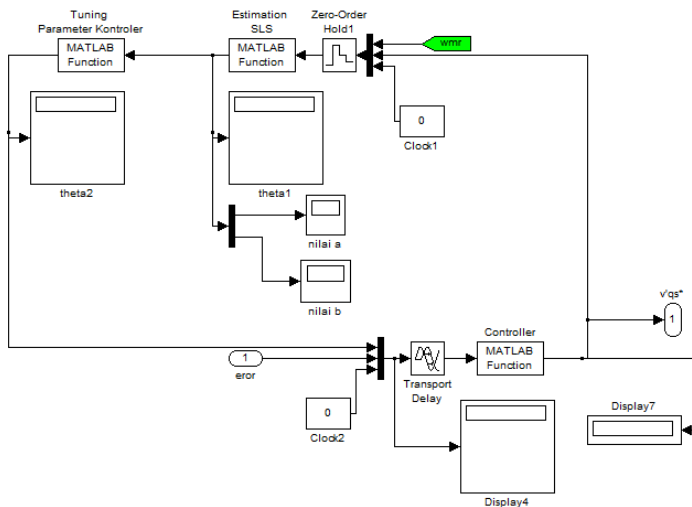 Tuning
Parameter Kontroler
MATLAB
Function
Estimation
SLS
MATLAB
Function
Zero-Order
Hold1
wmr
0
Clock1
theta2
theta1
nilai a
nilai b
v'qs*
1
1
eror
0
Clock2
Transport
Delay
Controller
MATLAB
Function
Display4
Display7